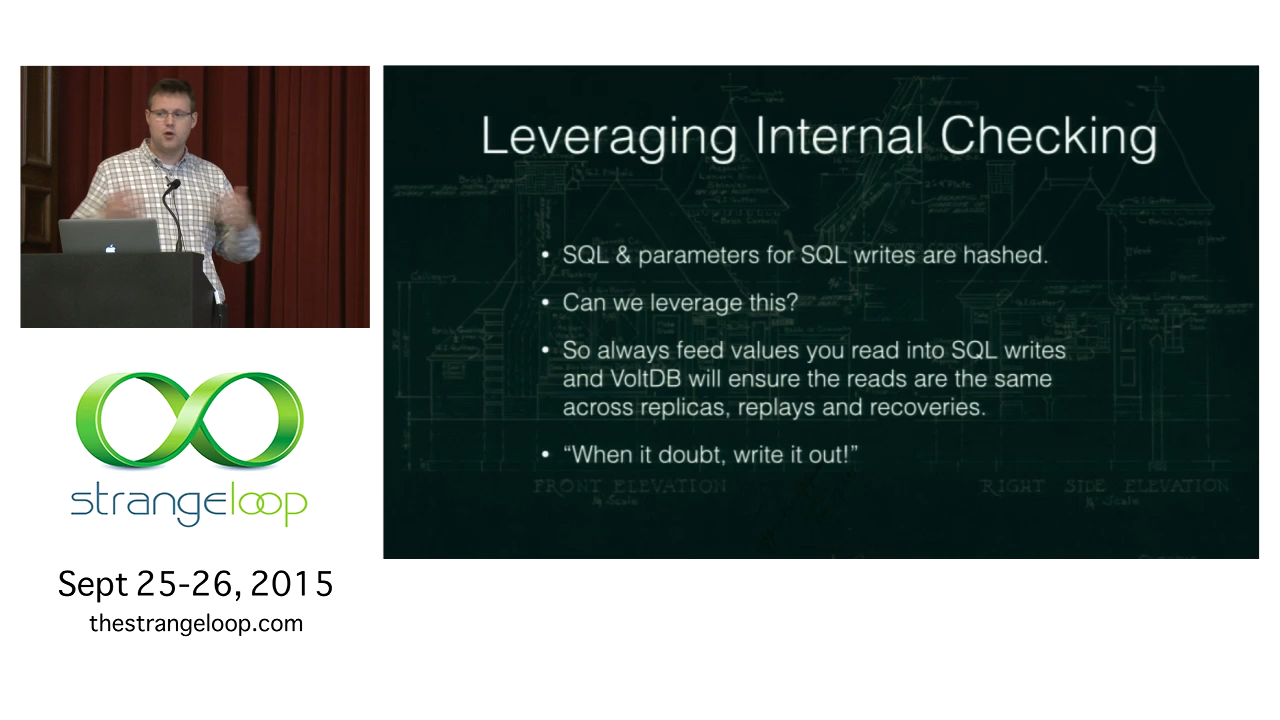 Leveraging Internal Checking
• SQL & parameters for SQL writes are hashed.
• Can we leverage this?
• So always feed values you read into SQL writes
and VoltDB will ensure the reads are the same
across replicas, replays and recoveries.
• “When it doubt, write it out!”
FRONT ELEVATION
RIGHT SIDE ELEVATION
strangeloop
Sept 25-26, 2015
thestrangeloop.com